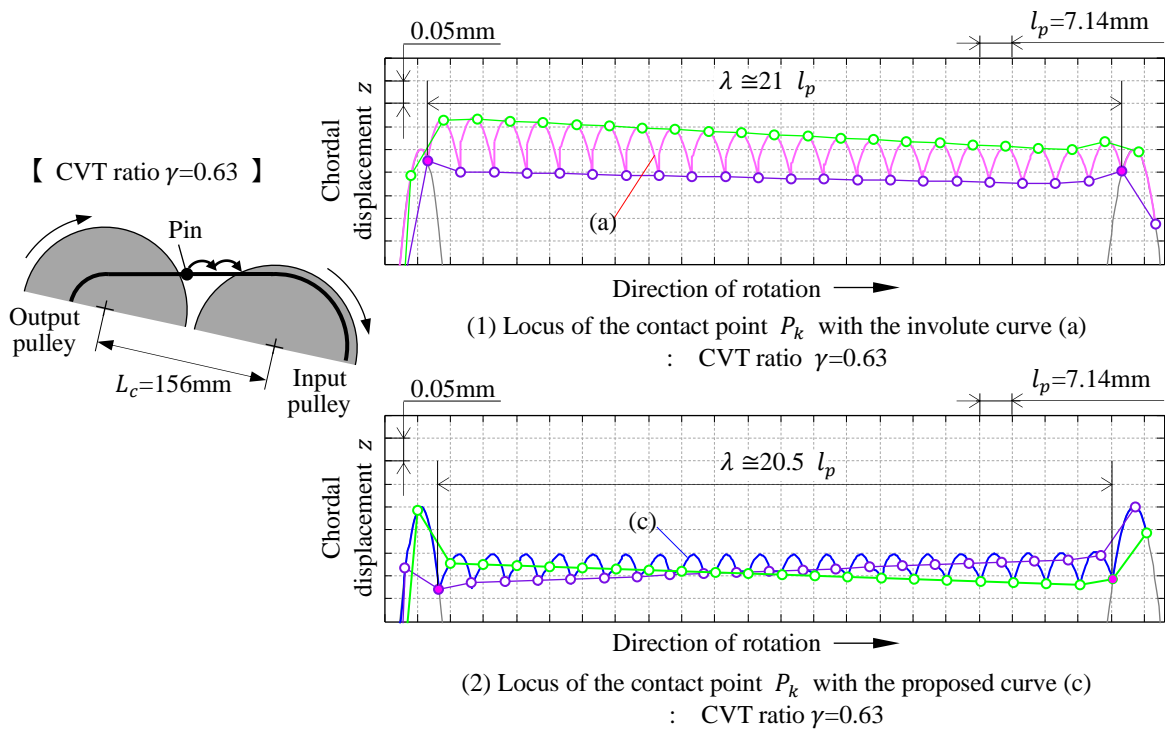 【 CVT ratio γ=0.63 】
Pin
Output
pulley
L_c=156mm
Input
pulley
0.05mm
l_p=7.14mm
λ≅21 l_p
Chordal
displacement z
(a)
Direction of rotation
(1) Locus of the contact point P_k with the involute curve (a)
: CVT ratio γ=0.63
0.05mm
l_p=7.14mm
λ≅20.5 l_p
Chordal
displacement z
(c)
Direction of rotation
(2) Locus of the contact point P_k with the proposed curve (c)
: CVT ratio γ=0.63